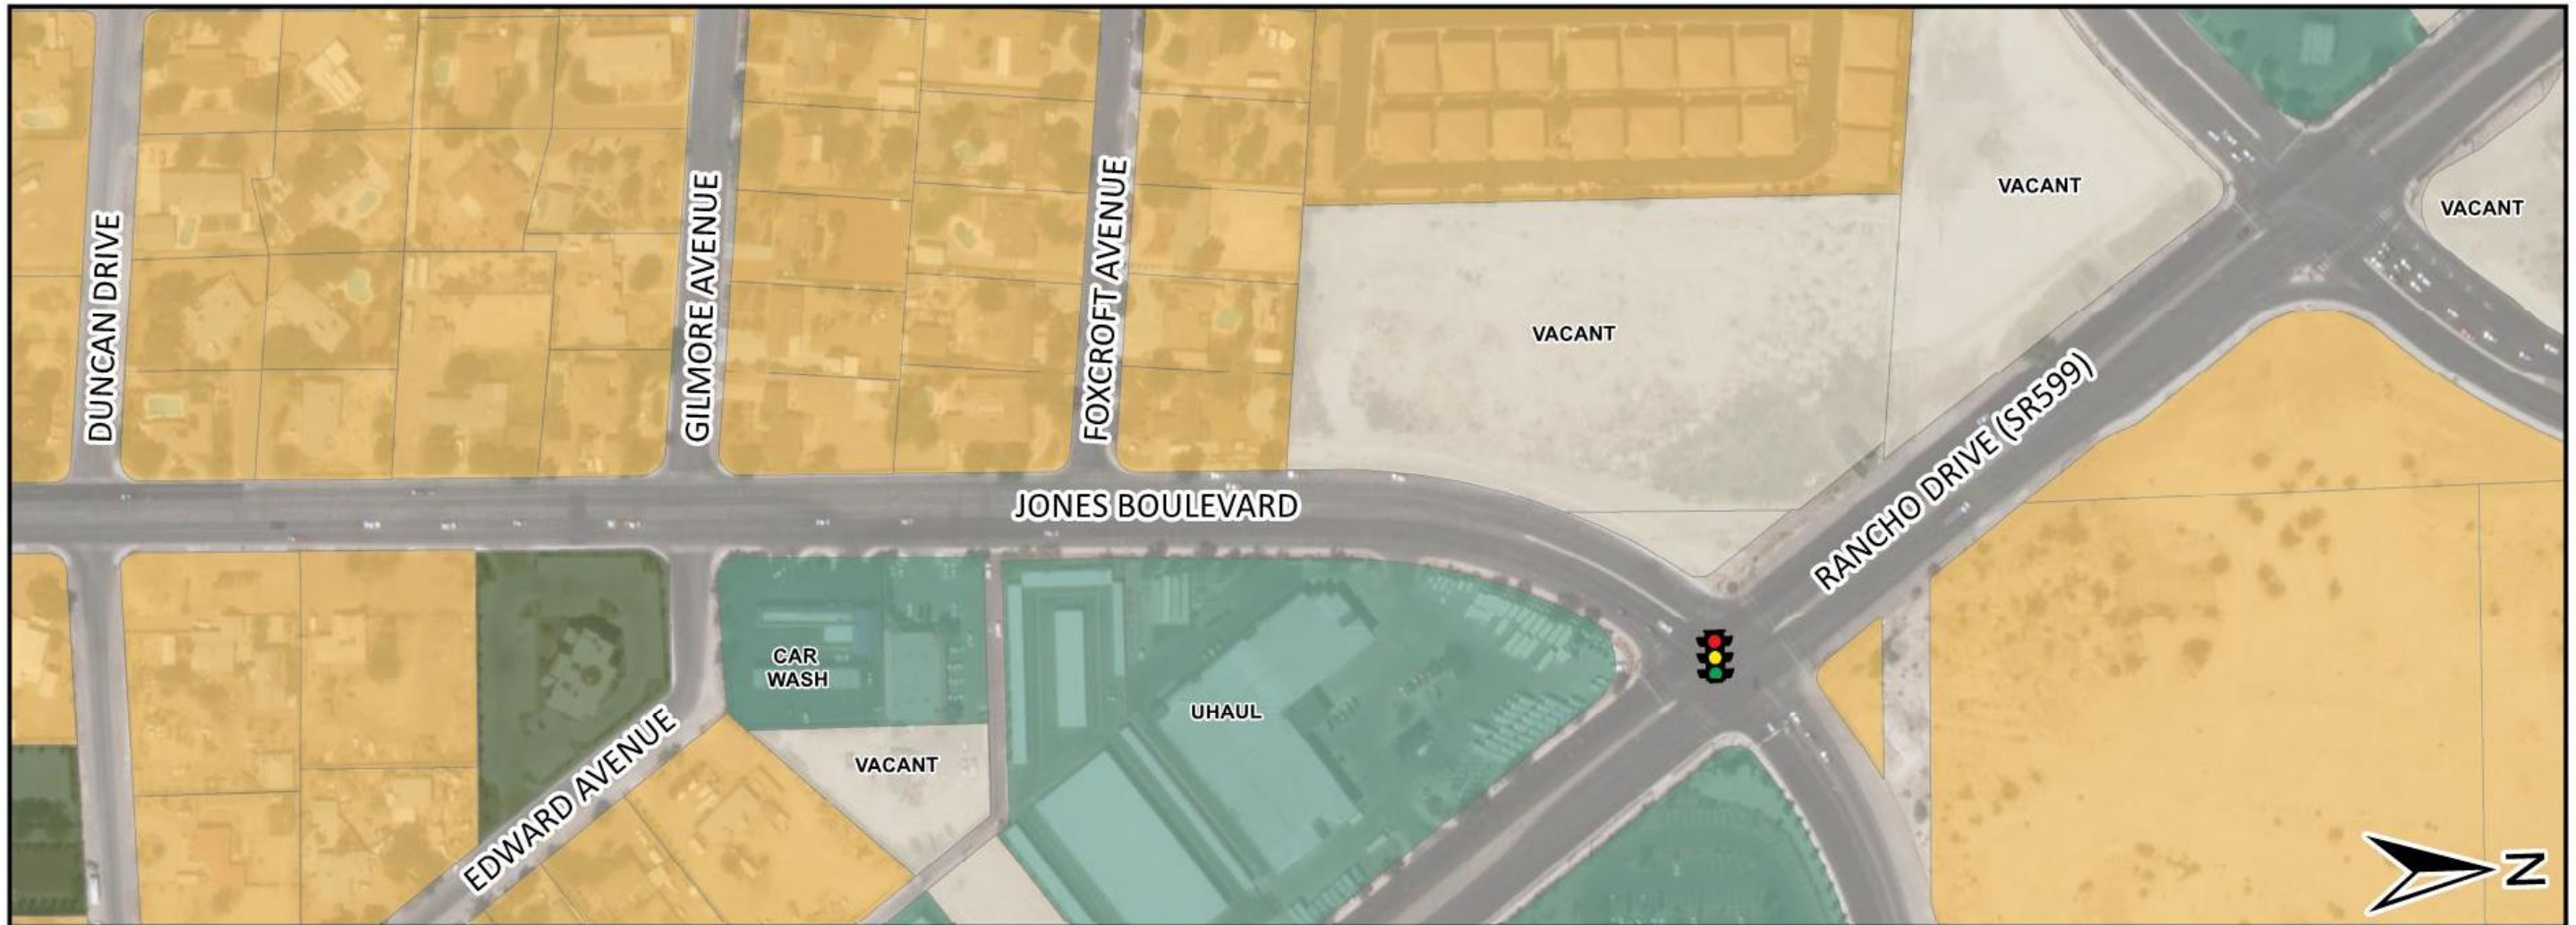 VACANT
VACANT
DUNCAN DRIVE
GILMORE AVENUE
FOXCROFT AVENUE
VACANT
RANCHO DRIVE (SR599)
JONES BOULEVARD
CAR
WASH
UHAUL
VACANT
EDWARD AVENUE
N